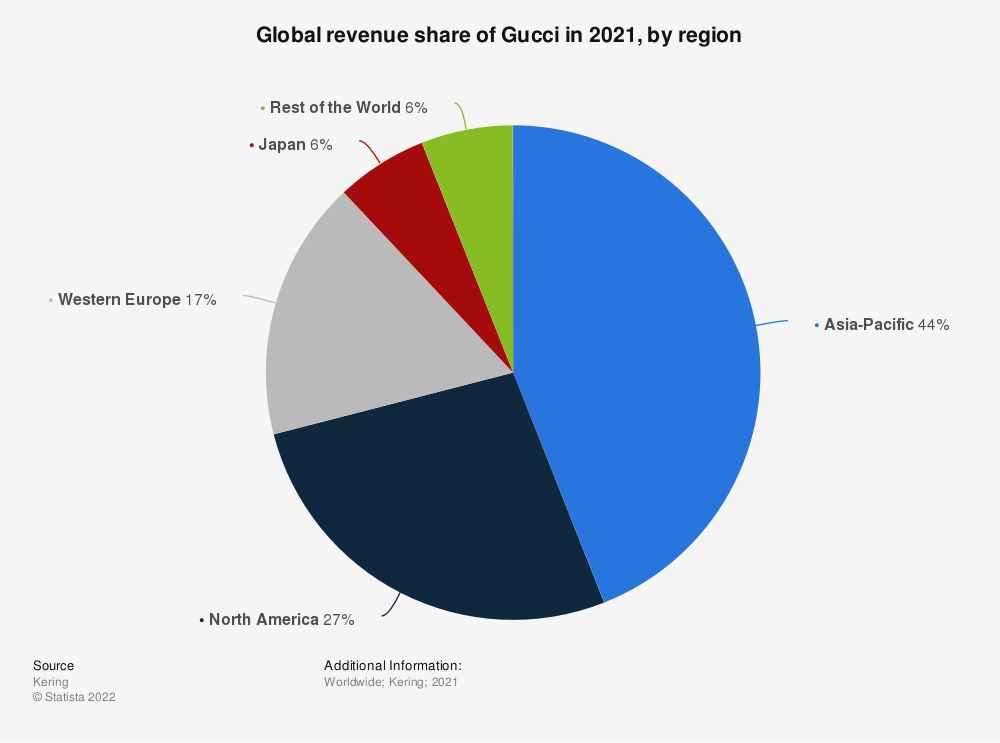 Global revenue share of Gucci in 2021, by region
Rest of the World 6%
Japan 6%
Western Europe 17%
Asia-Pacific 44%
North America 27%
Source
Kering
© Statista 2022
Additional Information:
Worldwide; Kering; 2021